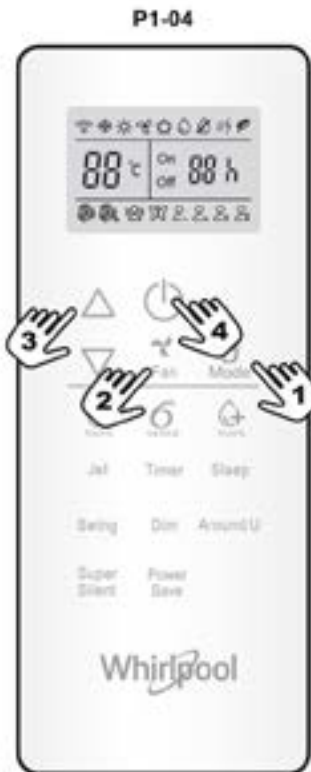 P1-04
88 °C On Off 88 h
4
3
Fan Mode
2
1
6
Jet Timer Sleep
Swing Dim Around U
Super Silent Power Save
Whirlpool